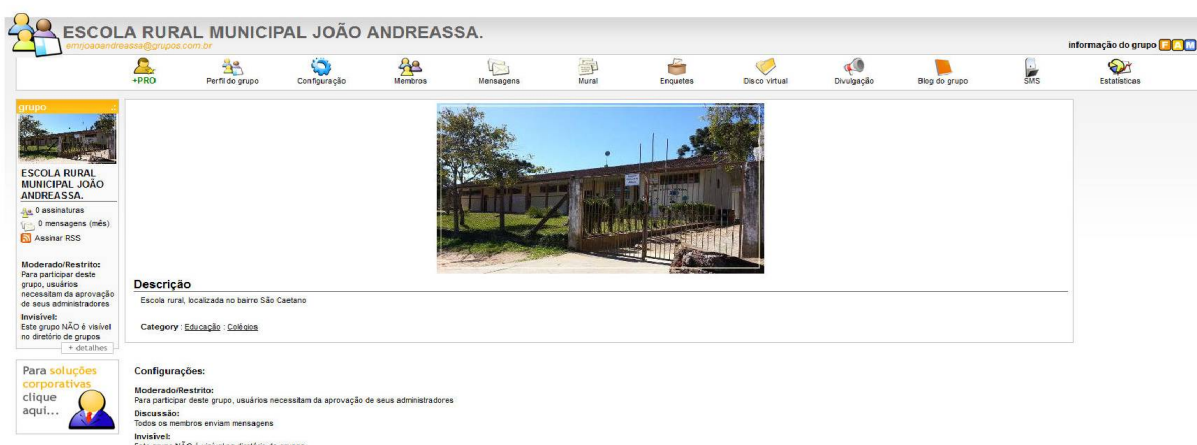 ESCOLA RURAL MUNICIPAL JOÃO ANDREASSA.
emrjoaoandreassa@grupos.com.br
informação do grupo F A M
+PRO
Perfil do grupo
Configuração
Membros
Mensagens
Mural
Enquetes
Disco virtual
Divulgação
Blog do grupo
SMS
Estatísticas
grupo
ESCOLA RURAL
MUNICIPAL JOÃO
ANDREASSA.
0 assinaturas
0 mensagens (mês)
Assinar RSS
Moderado/Restrito:
Para participar deste
grupo, usuários
necessitam da aprovação
de seus administradores
Invisível:
Este grupo NÃO é visível
no diretório de grupos
+ detalhes
Para soluções
corporativas
clique
aqui...
Descrição
Escola rural, localizada no bairro São Caetano
Category : Educação : Colégios
Configurações:
Moderado/Restrito:
Para participar deste grupo, usuários necessitam da aprovação de seus administradores
Discussão:
Todos os membros enviam mensagens
Invisível: